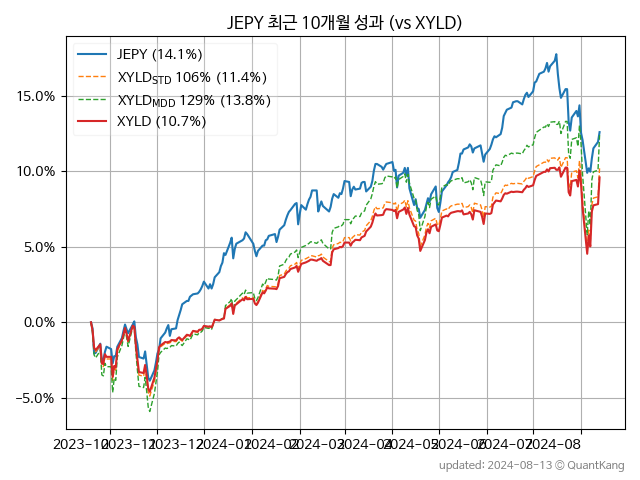 JEPY 최근 10개월 성과 (vs XYLD)
JEPY (14.1%)
XYLD_STD 106% (11.4%)
XYLD_MDD 129% (13.8%)
XYLD (10.7%)
15.0%
10.0%
5.0%
0.0%
−5.0%
2023-10 2023-11 2023-12 2024-01 2024-02 2024-03 2024-04 2024-05 2024-06 2024-07 2024-08
updated: 2024-08-13 © QuantKang